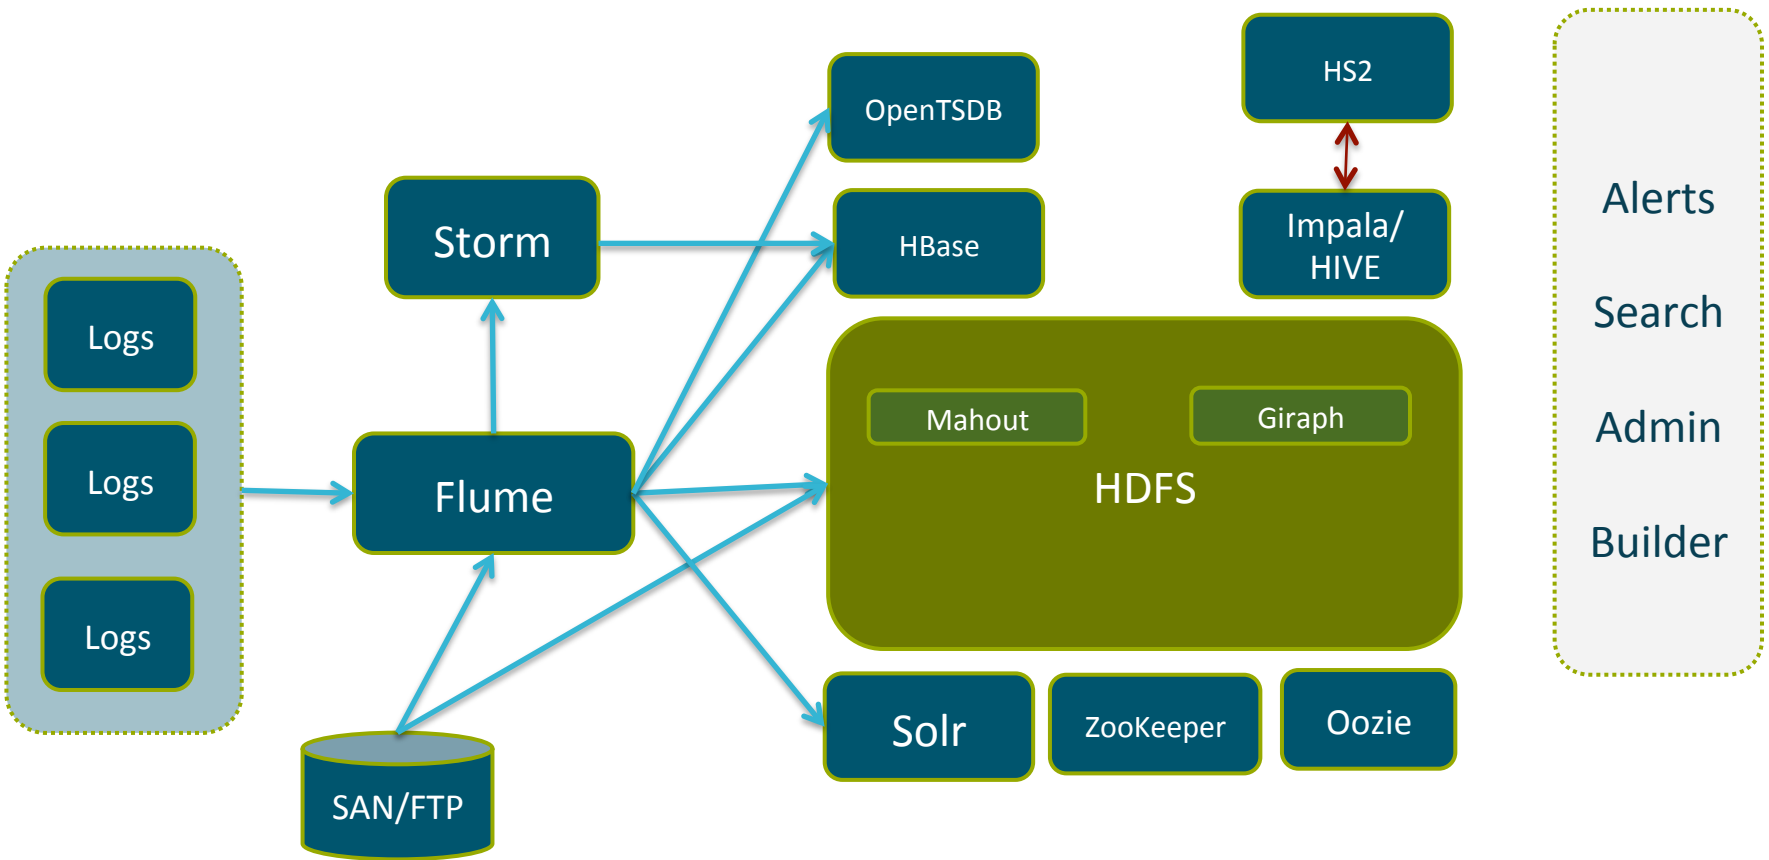 Logs
Logs
Logs
Storm
Flume
SAN/FTP
OpenTSDB
HBase
HS2
Impala/
HIVE
Mahout
Giraph
HDFS
Solr
ZooKeeper
Oozie
Alerts
Search
Admin
Builder